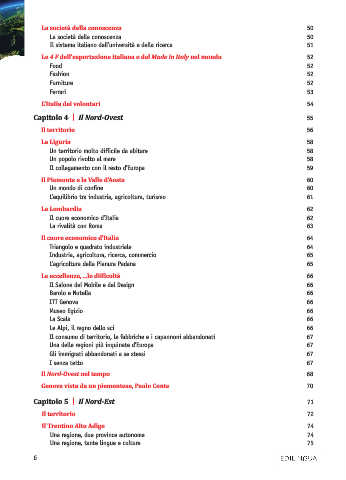 La società della conoscenza 50
La società della conoscenza 50
Il sistema italiano dell'università e della ricerca 51
Le 4 F dell'esportazione italiana e del Made in Italy nel mondo 52
Food 52
Fashion 52
Furniture 52
Ferrari 53
L'Italia dei volontari 54
Capitolo 4 | Il Nord-Ovest 55
Il territorio 56
La Liguria 58
Un territorio molto difficile da abitare 58
Un popolo rivolto al mare 58
Il collegamento con il resto d'Europa 59
Il Piemonte e la Valle d'Aosta 60
Un mondo di confine 60
L'equilibrio tra industria, agricoltura, turismo 61
La Lombardia 62
Il cuore economico d'Italia 62
La rivalità con Roma 63
Il cuore economico d'Italia 64
Triangolo e quadrato industriale 64
Industria, agricoltura, ricerca, commercio 65
L'agricoltura della Pianura Padana 65
Le eccellenze, ...le difficoltà 66
Il Salone del Mobile e del Design 66
Barolo e Nutella 66
IIT Genova 66
Museo Egizio 66
La Scala 66
Le Alpi, il regno dello sci 66
Il consumo di territorio, le fabbriche e i capannoni abbandonati 67
Una delle regioni più inquinate d'Europa 67
Gli immigrati abbandonati a se stessi 67
I senza tetto 67
Il Nord-Ovest nel tempo 68
Genova vista da un piemontese, Paolo Conte 70
Capitolo 5 | Il Nord-Est 71
Il territorio 72
Il Trentino Alto Adige 74
Una regione, due province autonome 74
Una regione, tante lingue e culture 75
6 EDILINGUA